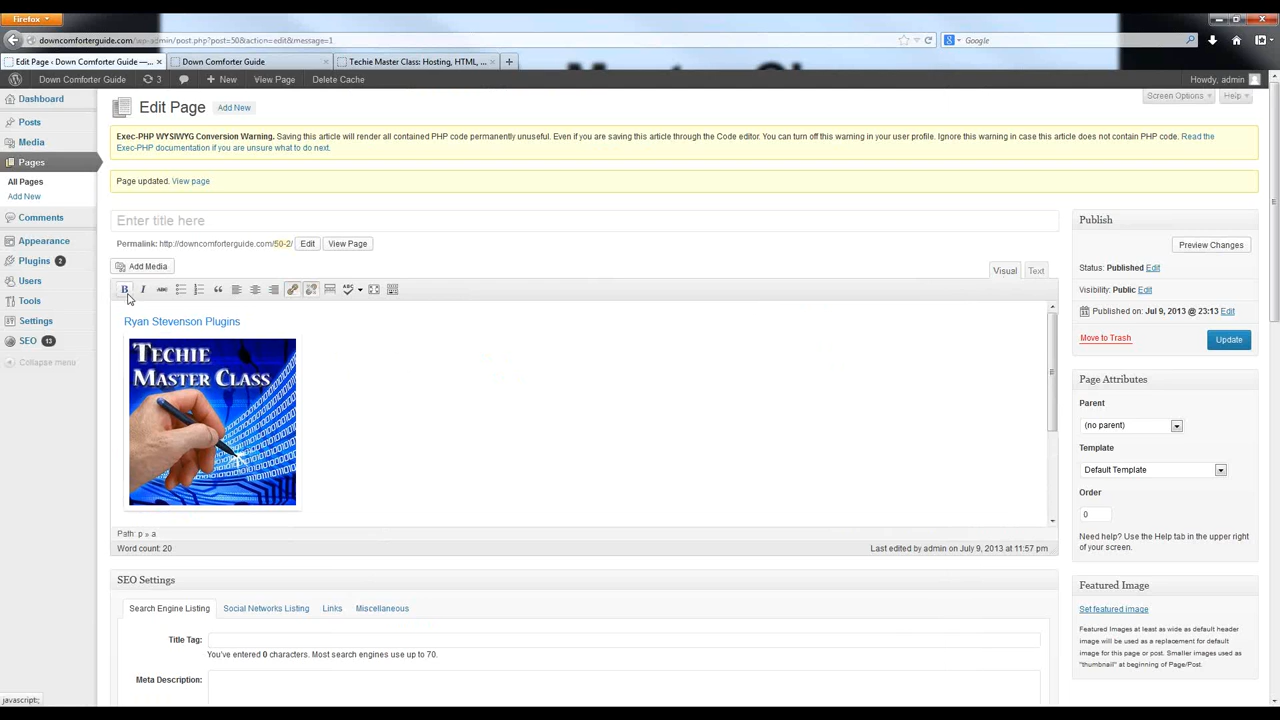 Firefox
downcomforterguide.com/wp-admin/post.php?post=50&action=edit&message=1
Google
Edit Page ‹ Down Comforter Guide —...
Down Comforter Guide
Techie Master Class: Hosting, HTML, ...
Down Comforter Guide
3
New
View Page
Delete Cache
Howdy, admin
Dashboard
Posts
Media
Pages
All Pages
Add New
Comments
Appearance
Plugins 2
Users
Tools
Settings
SEO 13
Collapse menu
Screen Options
Help
Edit Page
Add New
Exec-PHP WYSIWYG Conversion Warning. Saving this article will render all contained PHP code permanently unuseful. Even if you are saving this article through the Code editor. You can turn off this warning in your user profile. Ignore this warning in case this article does not contain PHP code. Read the
Exec-PHP documentation if you are unsure what to do next.
Page updated. View page
Enter title here
Permalink: http://downcomforterguide.com/50-2/ Edit View Page
Add Media
Visual
Text
B I ABC
ABC
Ryan Stevenson Plugins
TECHIE
MASTER CLASS
Path: p » a
Word count: 20
Last edited by admin on July 9, 2013 at 11:57 pm
SEO Settings
Search Engine Listing
Social Networks Listing
Links
Miscellaneous
Title Tag:
You've entered 0 characters. Most search engines use up to 70.
Meta Description:
Publish
Preview Changes
Status: Published Edit
Visibility: Public Edit
Published on: Jul 9, 2013 @ 23:13 Edit
Move to Trash
Update
Page Attributes
Parent
(no parent)
Template
Default Template
Order
0
Need help? Use the Help tab in the upper right
of your screen.
Featured Image
Set featured image
Featured Images at least as wide as default header
image will be used as a replacement for default
image for this page or post. Smaller images used as
"thumbnail" at beginning of Page/Post.
javascript:;